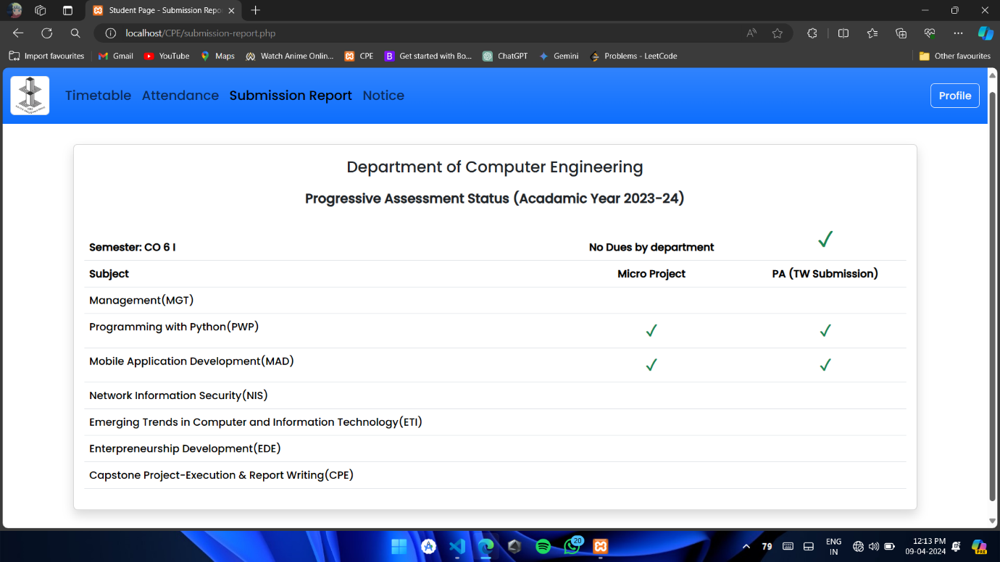 Student Page - Submission Repo
localhost/CPE/submission-report.php
Import favourites Gmail YouTube Maps Watch Anime Onlin... CPE Get started with Bo... ChatGPT Gemini Problems - LeetCode Other favourites
Timetable Attendance Submission Report Notice Profile
Department of Computer Engineering
Progressive Assessment Status (Acadamic Year 2023-24)
Semester: CO 6 I No Dues by department ✓
Subject Micro Project PA (TW Submission)
Management(MGT)
Programming with Python(PWP) ✓ ✓
Mobile Application Development(MAD) ✓ ✓
Network Information Security(NIS)
Emerging Trends in Computer and Information Technology(ETI)
Enterpreneurship Development(EDE)
Capstone Project-Execution & Report Writing(CPE)
20 79 ENG 12:13 PM
IN 09-04-2024 PRE